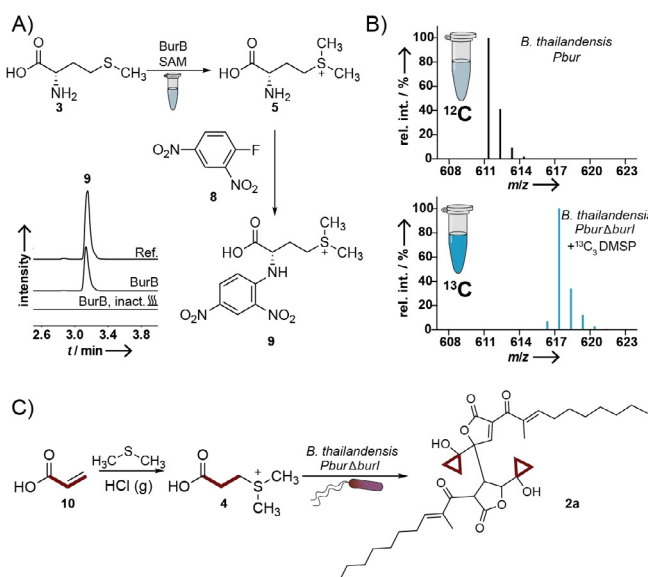 A)
O
HO
NH₂
S
CH₃
3
BurB
SAM
O
HO
NH₂
CH₃
S
+
CH₃
5
O₂N
F
NO₂
8
9
intensity
Ref.
BurB
BurB, inact.
2.6 3.0 3.4 3.8
t / min
O
HO
CH₃
S
+
CH₃
NH
O₂N
NO₂
9
B)
rel. int. / %
100
80
60
40
20
0
¹²C
B. thailandensis
Pbur
608 611 614 617 620 623
m/z
rel. int. / %
100
80
60
40
20
0
¹³C
B. thailandensis
PburΔburI
+¹³C₃ DMSP
608 611 614 617 620 623
m/z
C)
O
HO
10
H₃C S CH₃
HCl (g)
O
HO
CH₃
S
+
CH₃
4
B. thailandensis
PburΔburI
O
O
O
CH₃
HO
O
CH₃
OH
O
O
2a